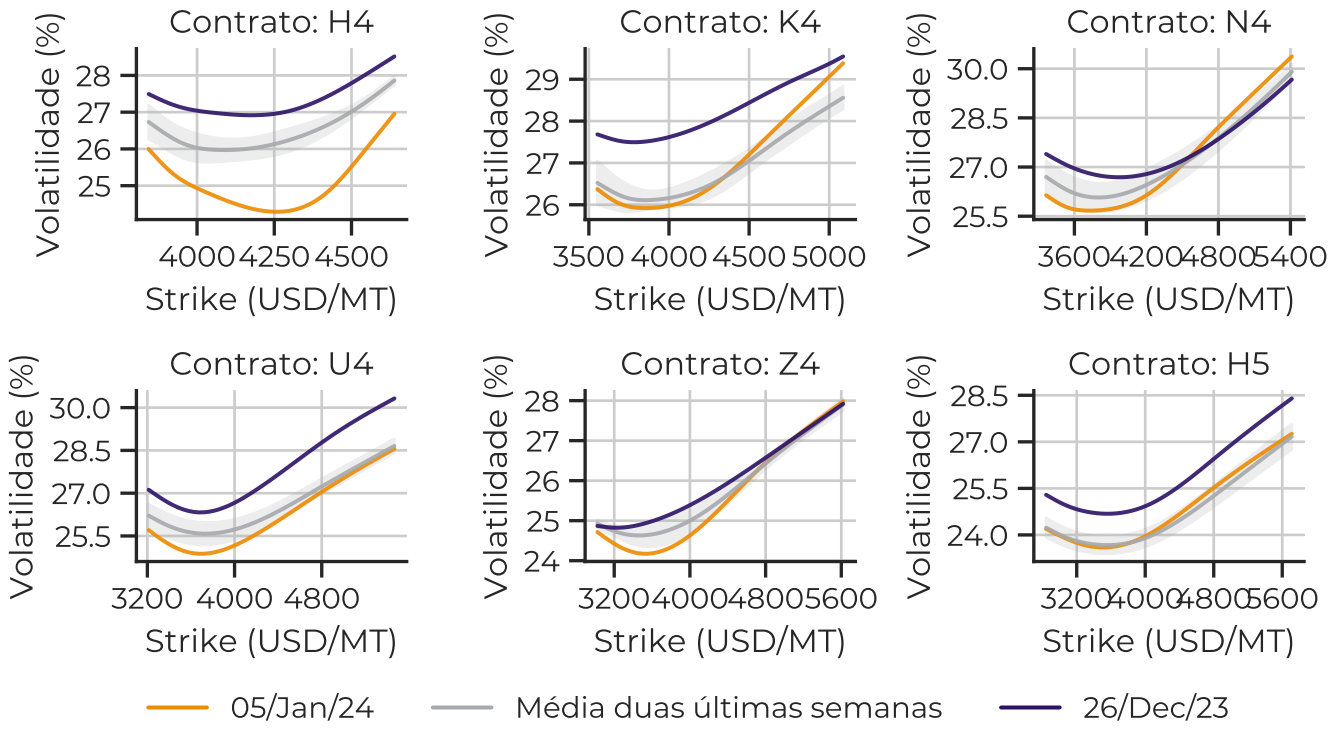 Contrato: H4
Volatilidade (%)
28
27
26
25
4000 4250 4500
Strike (USD/MT)
Contrato: K4
Volatilidade (%)
29
28
27
26
3500 4000 4500 5000
Strike (USD/MT)
Contrato: N4
Volatilidade (%)
30.0
28.5
27.0
25.5
3600 4200 4800 5400
Strike (USD/MT)
Contrato: U4
Volatilidade (%)
30.0
28.5
27.0
25.5
3200 4000 4800
Strike (USD/MT)
Contrato: Z4
Volatilidade (%)
28
27
26
25
24
3200 4000 4800 5600
Strike (USD/MT)
Contrato: H5
Volatilidade (%)
28.5
27.0
25.5
24.0
3200 4000 4800 5600
Strike (USD/MT)
05/Jan/24 Média duas últimas semanas 26/Dec/23